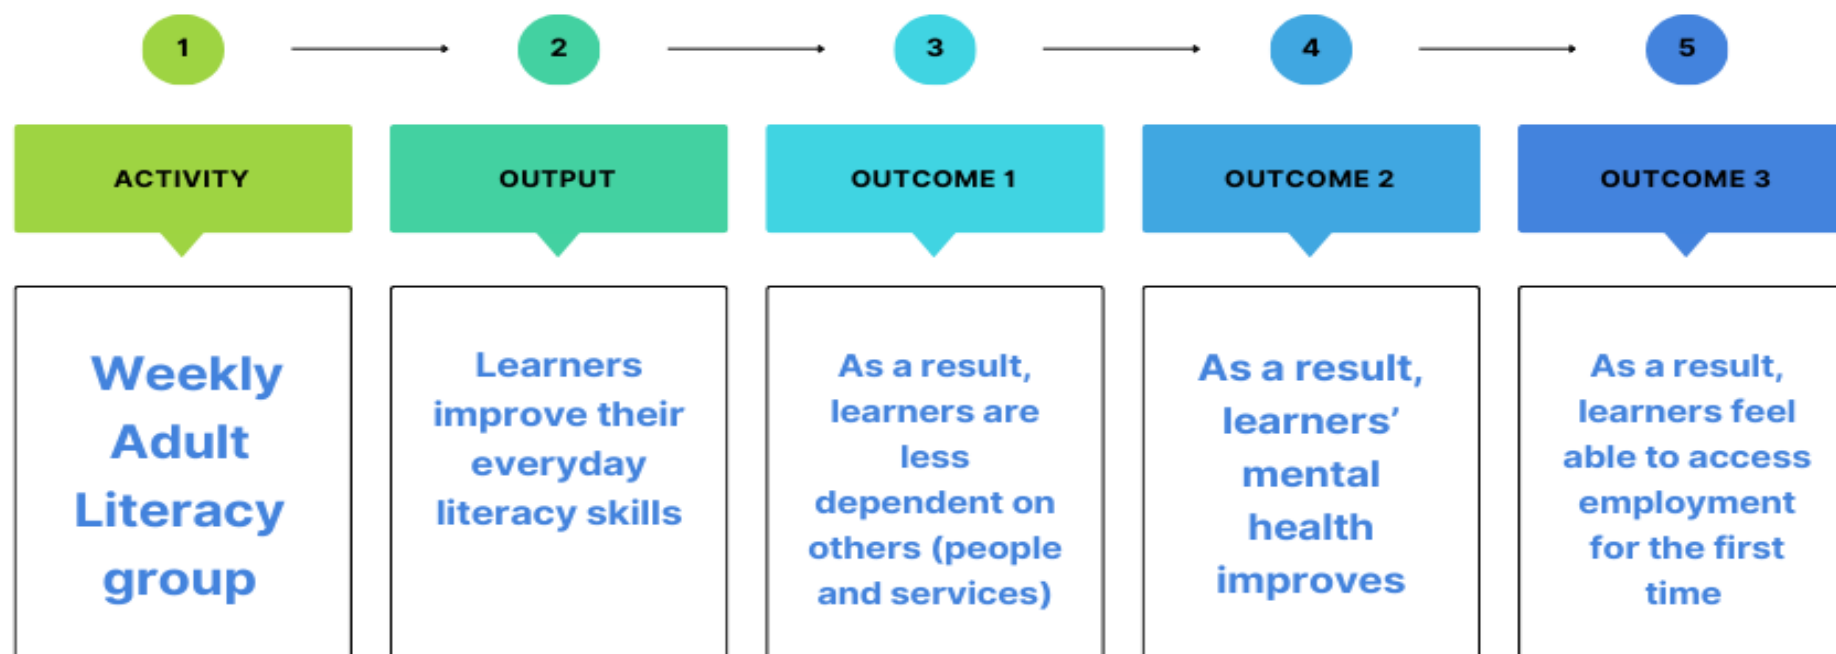 1
2
3
4
5
ACTIVITY
OUTPUT
OUTCOME 1
OUTCOME 2
OUTCOME 3
Weekly
Adult
Literacy
group
Learners
improve their
everyday
literacy skills
As a result,
learners are
less
dependent on
others (people
and services)
As a result,
learners’
mental
health
improves
As a result,
learners feel
able to access
employment
for the first
time